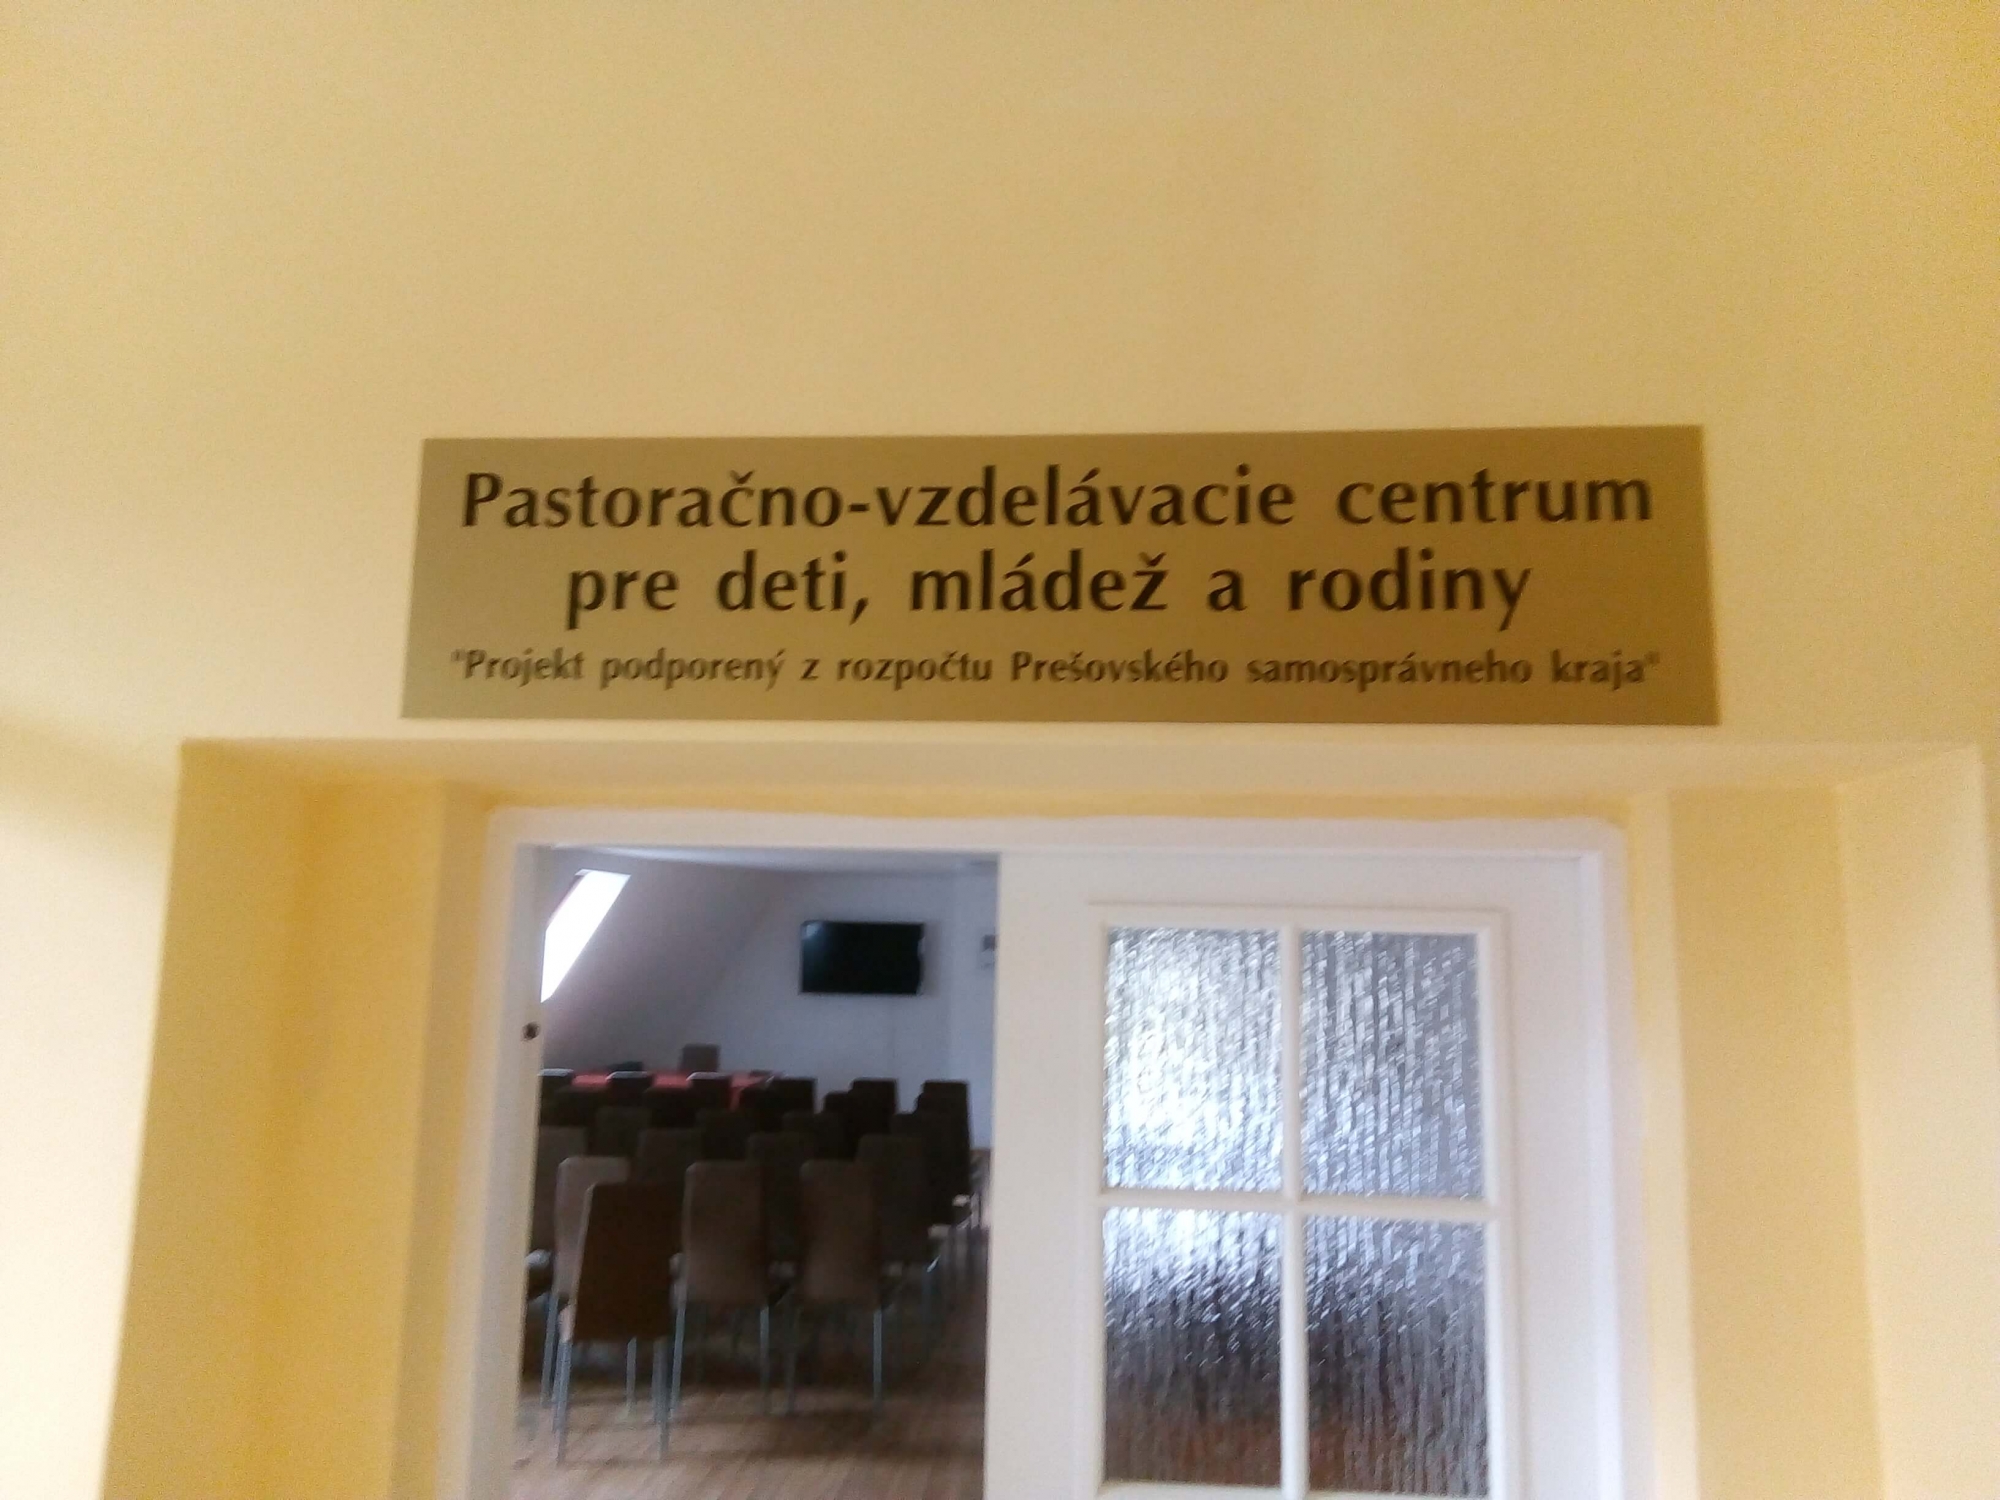 Pastoračno-vzdelávacie centrum
pre deti, mládež a rodiny
"Projekt podporený z rozpočtu Prešovského samosprávneho kraja"